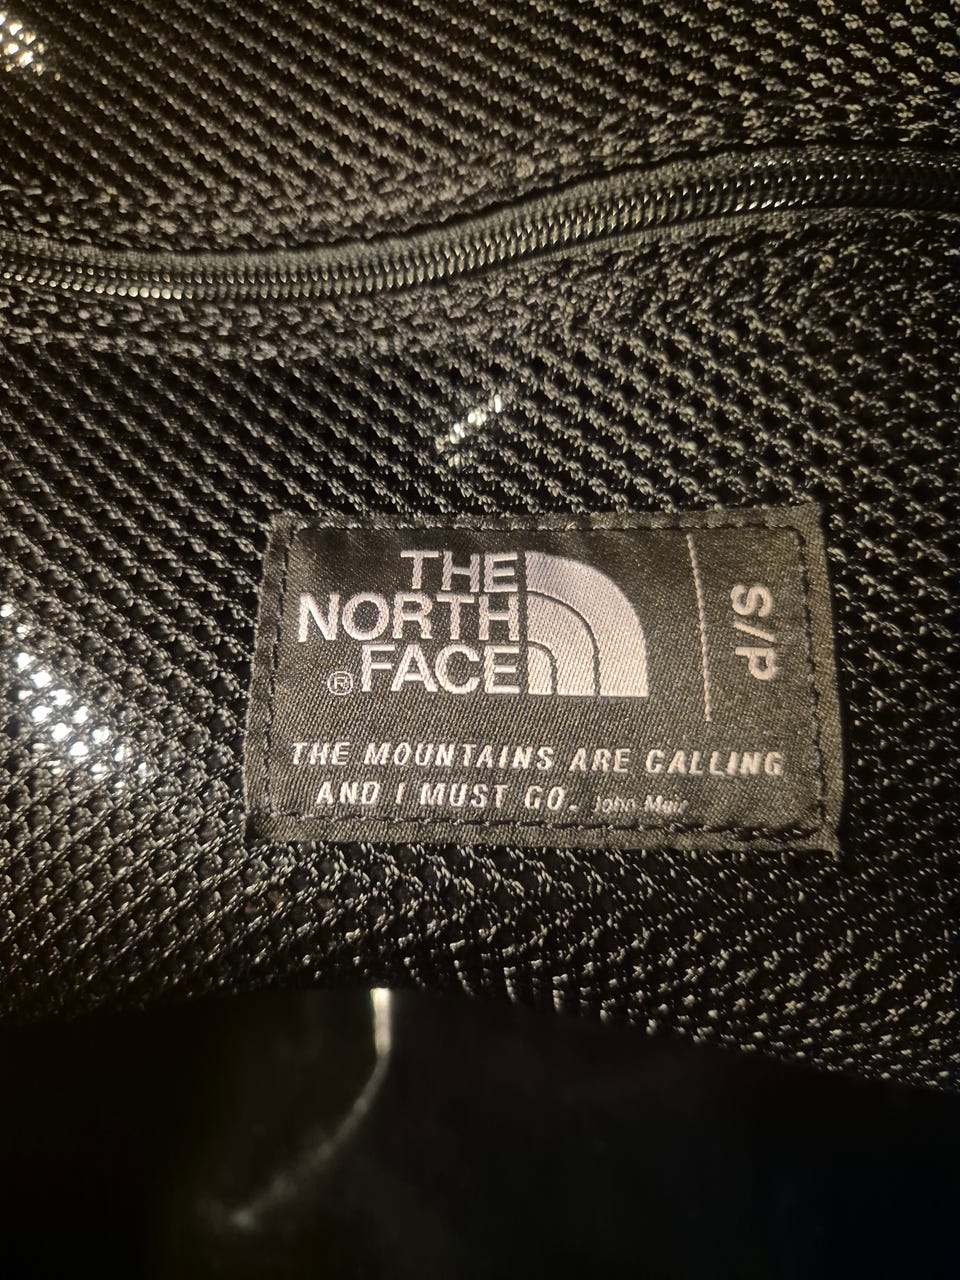 THE
NORTH
® FACE
S/P
THE MOUNTAINS ARE CALLING
AND I MUST GO. John Muir